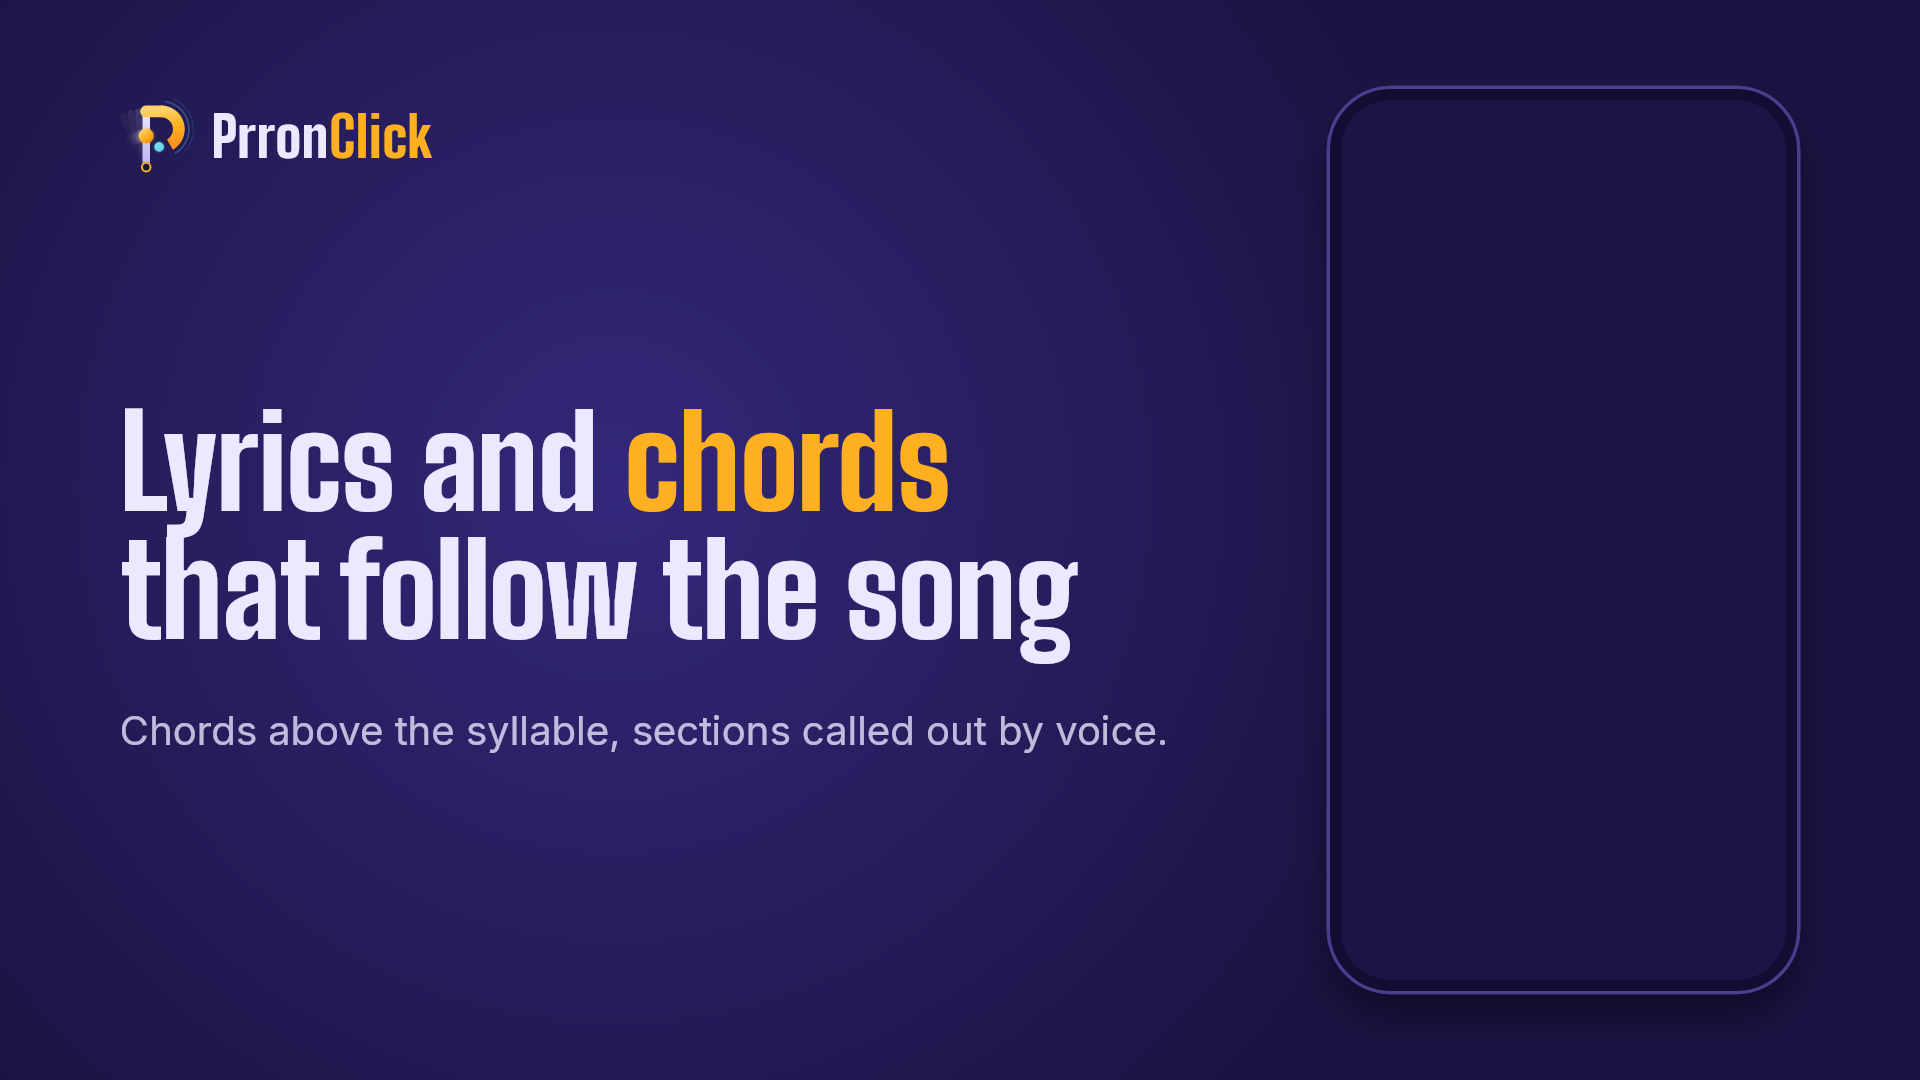 PrronClick
Lyrics and chords
that follow the song
Chords above the syllable, sections called out by voice.